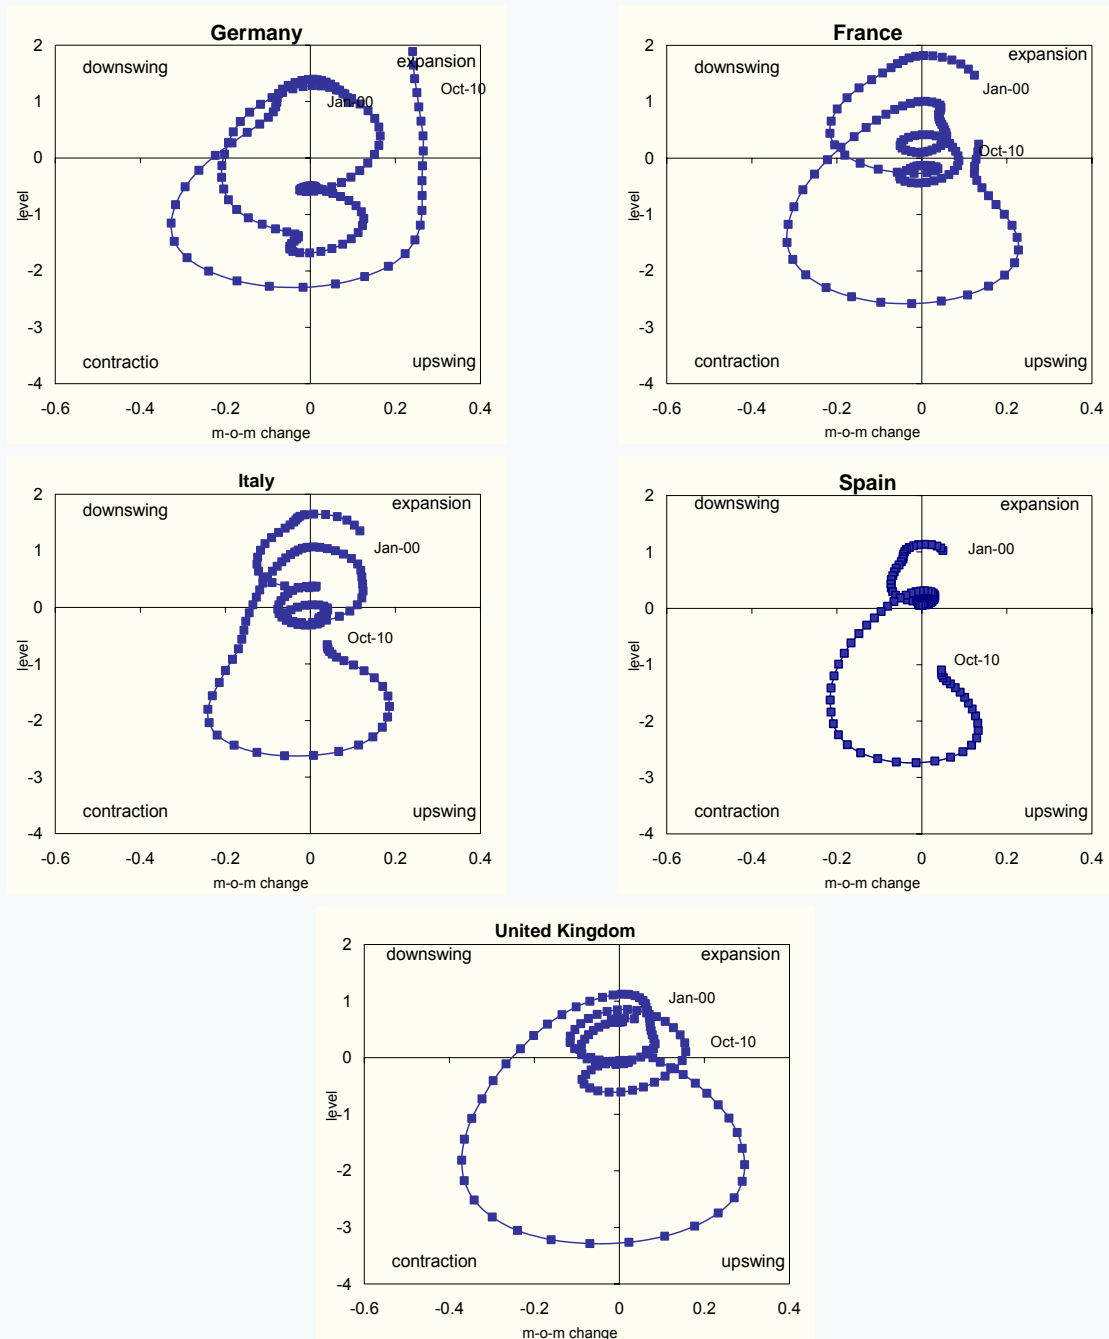 Germany
2
downswing
expansion
Oct-10
1
Jan-00
0
level
-1
-2
-3
contractio
upswing
-4
-0.6
-0.4
-0.2
0
0.2
0.4
m-o-m change
France
2
downswing
expansion
1
Jan-00
Oct-10
0
level
-1
-2
-3
contraction
upswing
-4
-0.6
-0.4
-0.2
0
0.2
0.4
m-o-m change
Italy
2
downswing
expansion
1
Jan-00
0
Oct-10
level
-1
-2
-3
contraction
upswing
-4
-0.6
-0.4
-0.2
0
0.2
0.4
m-o-m change
Spain
2
downswing
expansion
1
Jan-00
0
level
Oct-10
-1
-2
-3
contraction
upswing
-4
-0.6
-0.4
-0.2
0
0.2
0.4
m-o-m change
United Kingdom
2
downswing
expansion
1
Jan-00
Oct-10
0
level
-1
-2
-3
contraction
upswing
-4
-0.6
-0.4
-0.2
0
0.2
0.4
m-o-m change